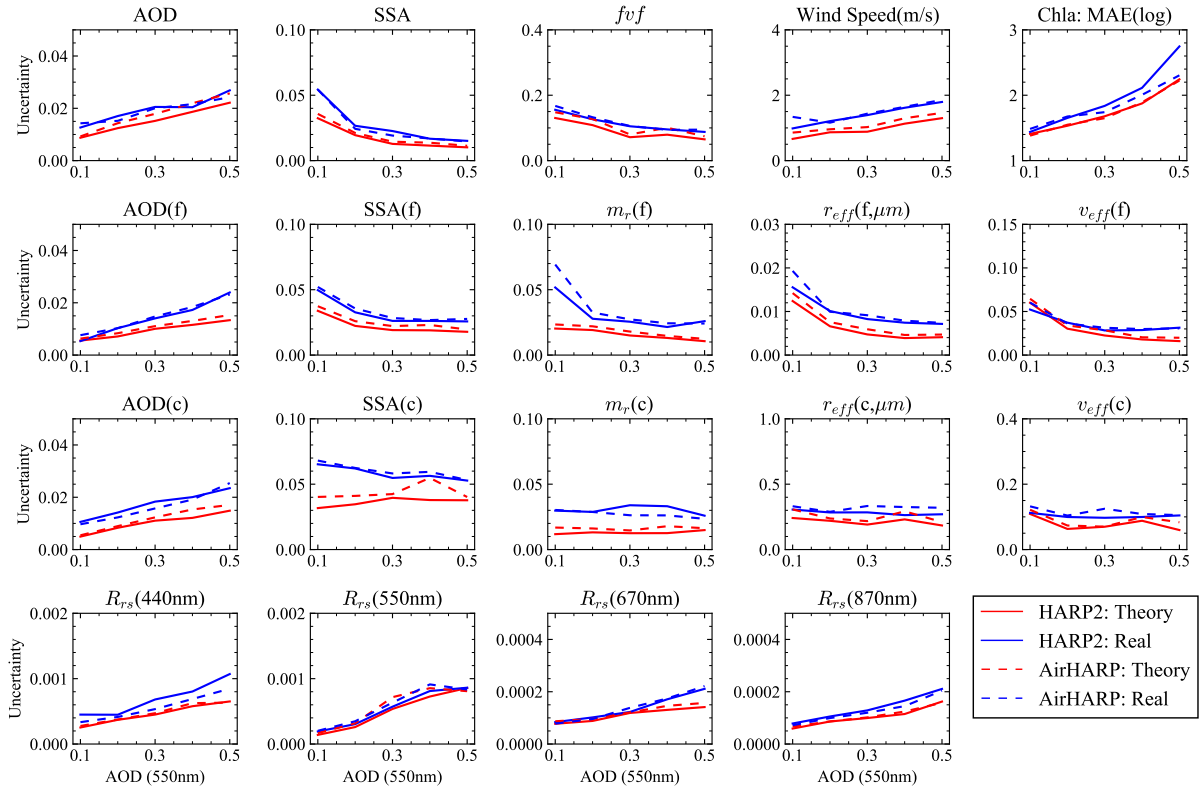 AOD SSA fvf Wind Speed(m/s) Chla: MAE(log)
Uncertainty
0.04 0.10 0.4 4 3
0.02 0.05 0.2 2 2
0.00 0.00 0.0 0 1
0.1 0.3 0.5 0.1 0.3 0.5 0.1 0.3 0.5 0.1 0.3 0.5 0.1 0.3 0.5
AOD(f) SSA(f) m_r(f) r_eff(f,μm) v_eff(f)
Uncertainty
0.04 0.10 0.10 0.03 0.15
0.02 0.10
0.02 0.05 0.05 0.01 0.05
0.00 0.00 0.00 0.00 0.00
0.1 0.3 0.5 0.1 0.3 0.5 0.1 0.3 0.5 0.1 0.3 0.5 0.1 0.3 0.5
AOD(c) SSA(c) m_r(c) r_eff(c,μm) v_eff(c)
Uncertainty
0.04 0.10 0.10 1.0 0.4
0.02 0.05 0.05 0.5 0.2
0.00 0.00 0.00 0.0 0.0
0.1 0.3 0.5 0.1 0.3 0.5 0.1 0.3 0.5 0.1 0.3 0.5 0.1 0.3 0.5
R_rs(440nm) R_rs(550nm) R_rs(670nm) R_rs(870nm)
Uncertainty
0.002 0.002 0.0004 0.0004
0.001 0.001 0.0002 0.0002
0.000 0.000 0.0000 0.0000
0.1 0.3 0.5 0.1 0.3 0.5 0.1 0.3 0.5 0.1 0.3 0.5
AOD (550nm) AOD (550nm) AOD (550nm) AOD (550nm)
HARP2: Theory
HARP2: Real
AirHARP: Theory
AirHARP: Real